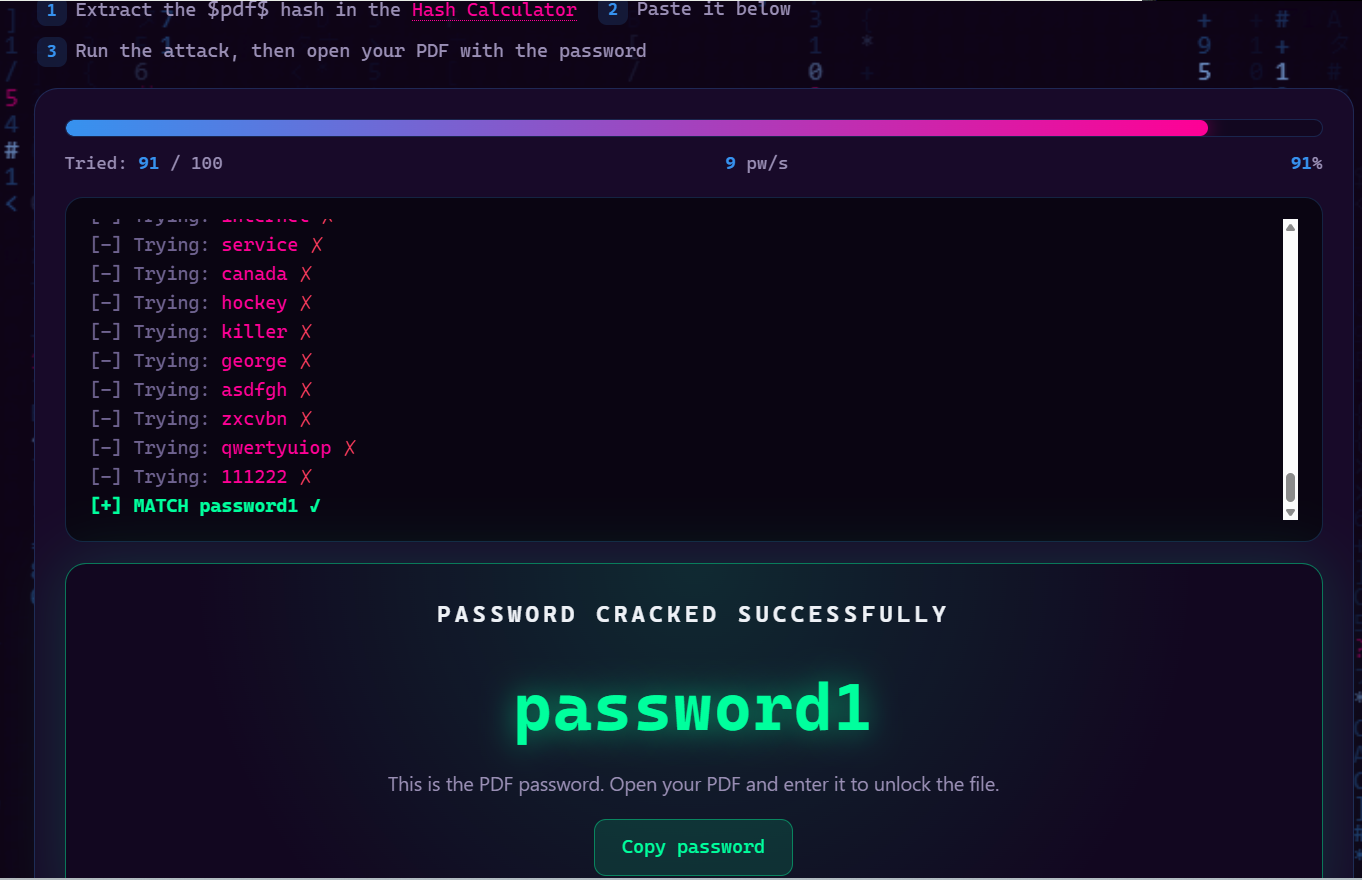 1 Extract the $pdf$ hash in the Hash Calculator 2 Paste it below
3 Run the attack, then open your PDF with the password
Tried: 91 / 100 9 pw/s 91%
[-] Trying: internet ✗
[-] Trying: service ✗
[-] Trying: canada ✗
[-] Trying: hockey ✗
[-] Trying: killer ✗
[-] Trying: george ✗
[-] Trying: asdfgh ✗
[-] Trying: zxcvbn ✗
[-] Trying: qwertyuiop ✗
[-] Trying: 111222 ✗
[+] MATCH password1 ✓
PASSWORD CRACKED SUCCESSFULLY
password1
This is the PDF password. Open your PDF and enter it to unlock the file.
Copy password